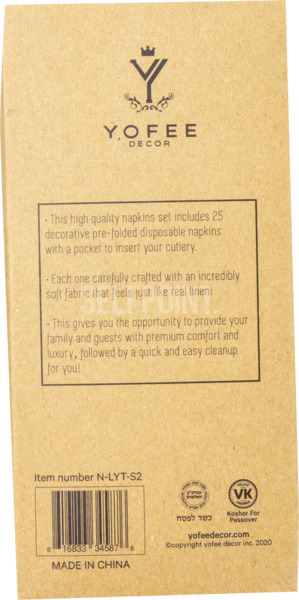 Y
YOFEE
DECOR
• This high quality napkins set includes 25
decorative pre-folded disposable napkins
with a pocket to insert your cutlery.
• Each one carefully crafted with an incredibly
soft fabric that feels just like real linen!
• This gives you the opportunity to provide your
family and guests with premium comfort and
luxury, followed by a quick and easy cleanup
for you!
Item number N-LYT-S2
6 16833 34587 6
MADE IN CHINA
כשר לפסח
VK
Kosher For
Passover
yofeedecor.com
©copyright yofee decor inc. 2020